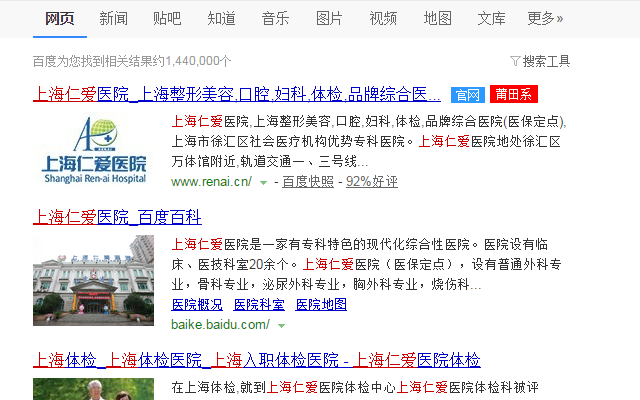 网页 新闻 贴吧 知道 音乐 图片 视频 地图 文库 更多»
百度为您找到相关结果约1,440,000个 搜索工具
上海仁爱医院_上海整形美容,口腔,妇科,体检,品牌综合医... 官网 莆田系
上海仁爱医院
Shanghai Ren-ai Hospital
上海仁爱医院,上海整形美容,口腔,妇科,体检,品牌综合医院(医保定点),
上海市徐汇区社会医疗机构优势专科医院。上海仁爱医院地处徐汇区
万体馆附近,轨道交通一、三号线...
www.renai.cn/ - 百度快照 - 92%好评
上海仁爱医院_百度百科
上海仁爱医院是一家有专科特色的现代化综合性医院。医院设有临
床、医技科室20余个。上海仁爱医院（医保定点），设有普通外科专
业，骨科专业，泌尿外科专业，胸外科专业，烧伤科...
医院概况 医院科室 医院地图
baike.baidu.com/
上海体检_上海体检医院_上海入职体检医院 - 上海仁爱医院体检
在上海体检,就到上海仁爱医院体检中心上海仁爱医院体检科被评